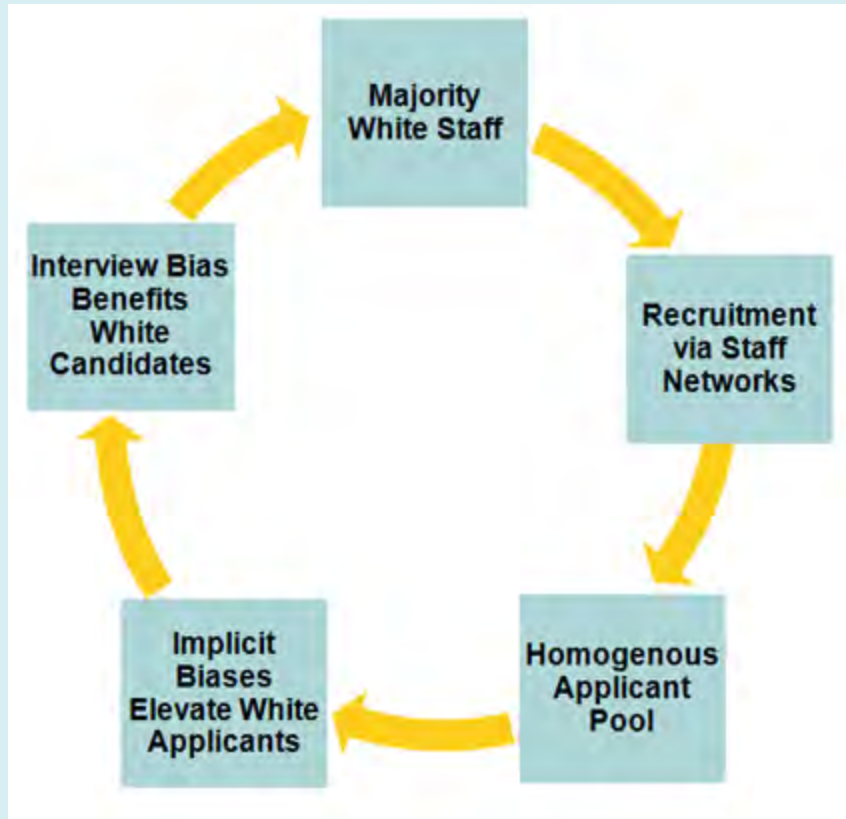 Majority
White Staff
Recruitment
via Staff
Networks
Homogenous
Applicant
Pool
Implicit
Biases
Elevate White
Applicants
Interview Bias
Benefits
White
Candidates